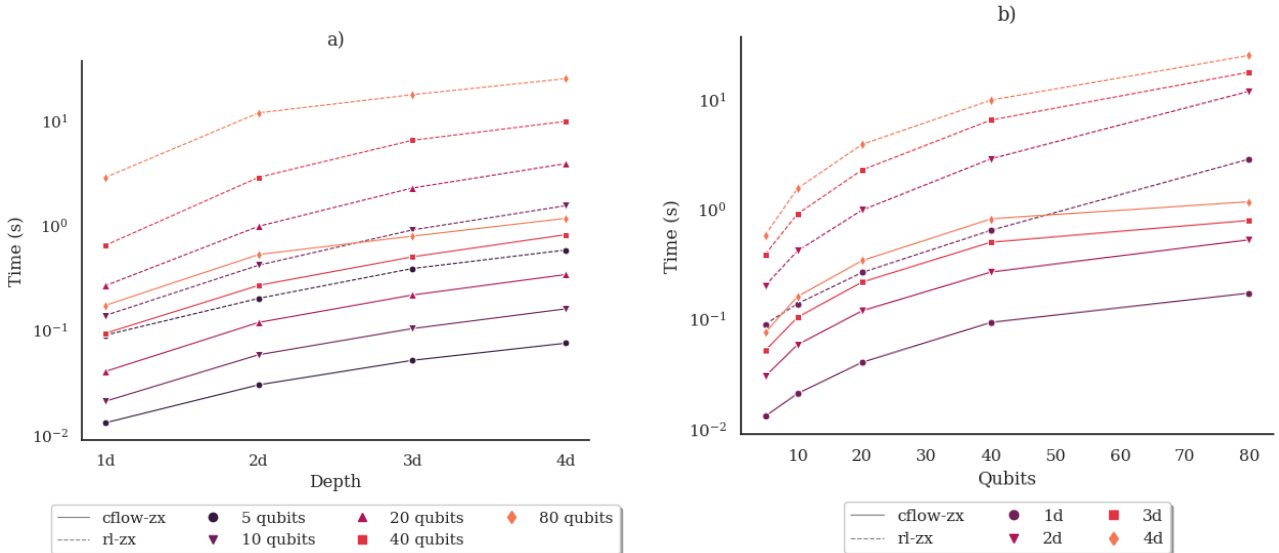 a)
Time (s)
10¹
10⁰
10⁻¹
10⁻²
1d 2d 3d 4d
Depth
cflow-zx 5 qubits 20 qubits 80 qubits
rl-zx 10 qubits 40 qubits
b)
Time (s)
10¹
10⁰
10⁻¹
10⁻²
10 20 30 40 50 60 70 80
Qubits
cflow-zx 1d 3d
rl-zx 2d 4d